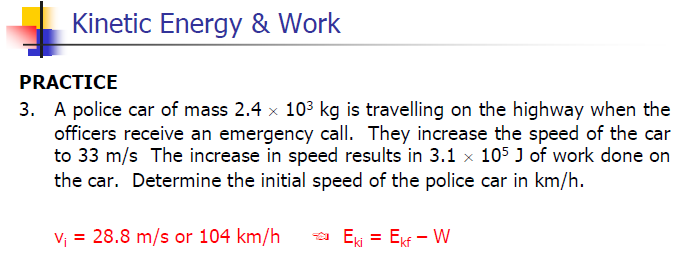 Kinetic Energy & Work
PRACTICE
3. A police car of mass 2.4 × 10³ kg is travelling on the highway when the
officers receive an emergency call. They increase the speed of the car
to 33 m/s The increase in speed results in 3.1 × 10⁵ J of work done on
the car. Determine the initial speed of the police car in km/h.
vᵢ = 28.8 m/s or 104 km/h ☜ Eₖᵢ = Eₖf − W